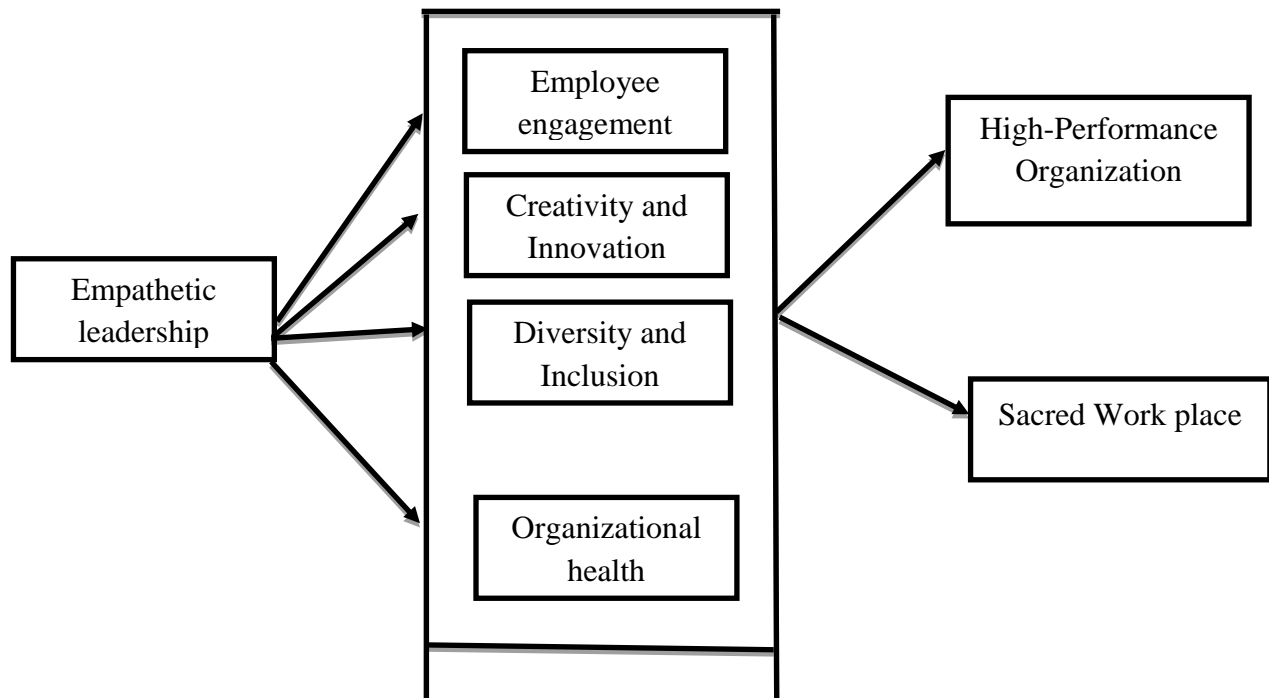 Empathetic
leadership
Employee
engagement
Creativity and
Innovation
Diversity and
Inclusion
Organizational
health
High-Performance
Organization
Sacred Work place